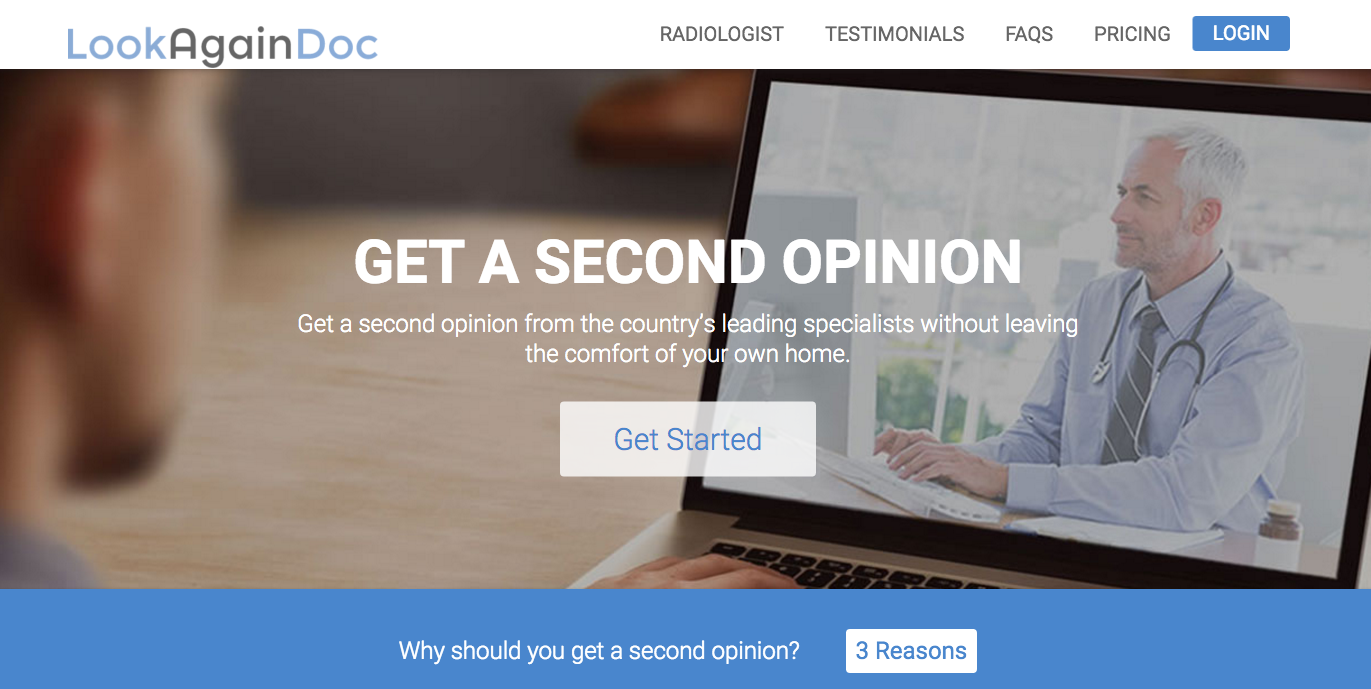 LookAgainDoc
RADIOLOGIST TESTIMONIALS FAQS PRICING LOGIN
GET A SECOND OPINION
Get a second opinion from the country's leading specialists without leaving
the comfort of your own home.
Get Started
Why should you get a second opinion? 3 Reasons